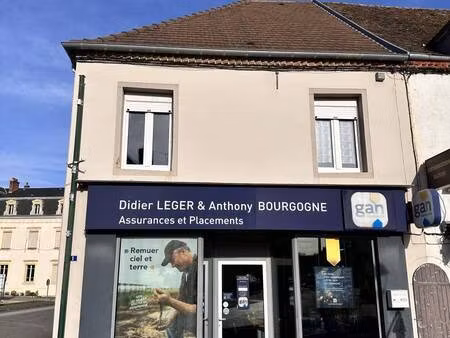 Didier LEGER & Anthony BOURGOGNE
Assurances et Placements
gan
gan
Remuer
ciel et
terre